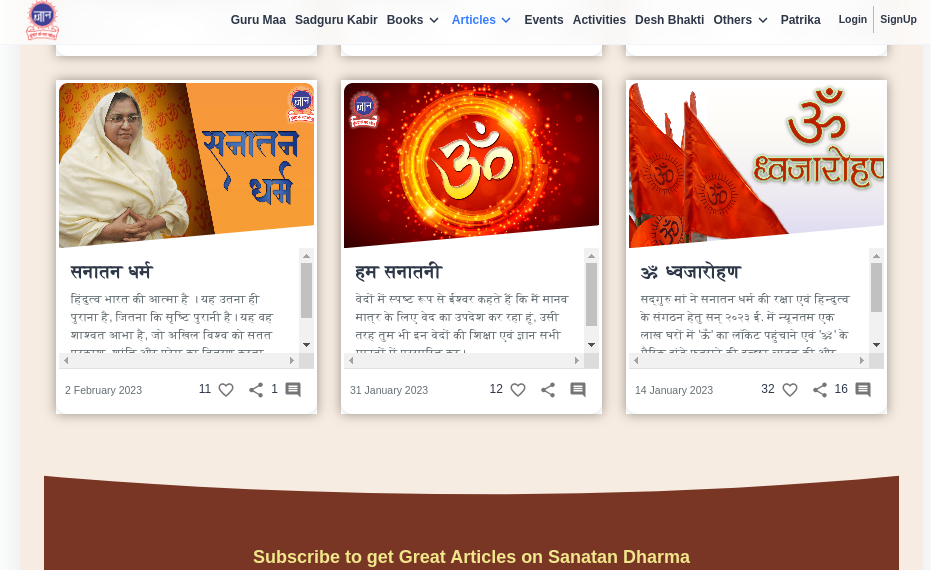 Guru Maa Sadguru Kabir Books Articles Events Activities Desh Bhakti Others Patrika Login SignUp
सनातन
धर्म
ॐ
ॐ
ध्वजारोहण
सनातन धर्म
हिंदुत्व भारत की आत्मा है । यह उतना ही
पुराना है, जितना कि सृष्टि पुरानी है। यह वह
शाश्वत आभा है, जो अखिल विश्व को सतत
2 February 2023 11 1
हम सनातनी
वेदों में स्पष्ट रूप से ईश्वर कहते हैं कि मैं मानव
मात्र के लिए वेद का उपदेश कर रहा हूं, उसी
तरह तुम भी इन वेदों की शिक्षा एवं ज्ञान सभी
31 January 2023 12
ॐ ध्वजारोहण
सद्गुरु मां ने सनातन धर्म की रक्षा एवं हिन्दुत्व
के संगठन हेतु सन् २०२३ ई. में न्यूनतम एक
लाख घरों में 'ऊँ' का लॉकेट पहुंचाने एवं 'ॐ' के
14 January 2023 32 16
Subscribe to get Great Articles on Sanatan Dharma